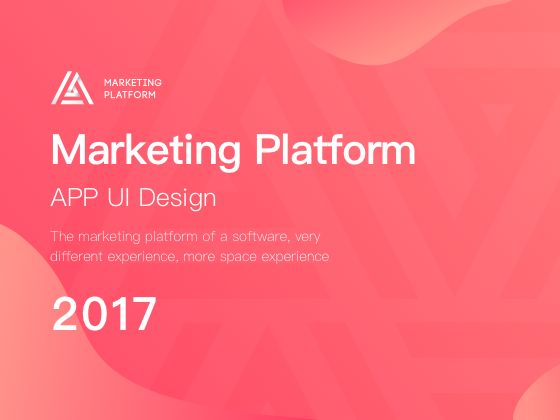 MARKETING
PLATFORM
Marketing Platform
APP UI Design
The marketing platform of a software, very
different experience, more space experience
2017